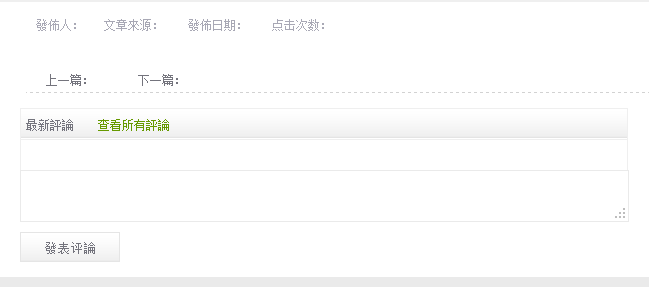 發佈人： 文章來源： 發佈日期： 点击次数：
上一篇： 下一篇：
最新評論 查看所有評論
發表评論